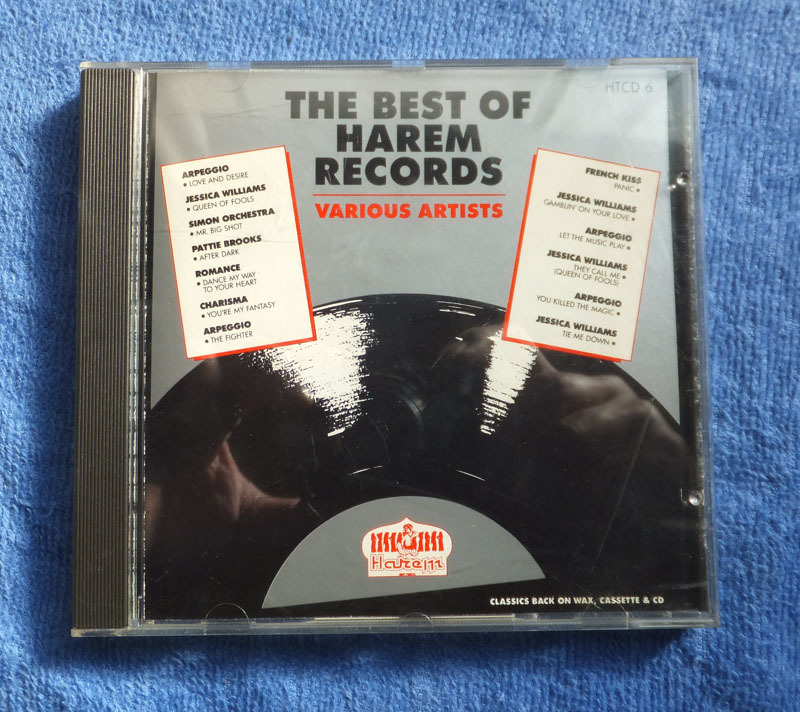 HTCD 6
THE BEST OF
HAREM
RECORDS
VARIOUS ARTISTS
ARPEGGIO
• LOVE AND DESIRE
JESSICA WILLIAMS
• QUEEN OF FOOLS
SIMON ORCHESTRA
• MR. BIG SHOT
PATTIE BROOKS
• AFTER DARK
ROMANCE
• DANCE MY WAY
TO YOUR HEART
CHARISMA
• YOU'RE MY FANTASY
ARPEGGIO
• THE FIGHTER
FRENCH KISS
PANIC •
JESSICA WILLIAMS
GAMBLIN' ON YOUR LOVE •
ARPEGGIO
LET THE MUSIC PLAY •
JESSICA WILLIAMS
THEY CALL ME •
(QUEEN OF FOOLS)
ARPEGGIO
YOU KILLED THE MAGIC •
JESSICA WILLIAMS
TIE ME DOWN •
Harem
CLASSICS BACK ON WAX, CASSETTE & CD